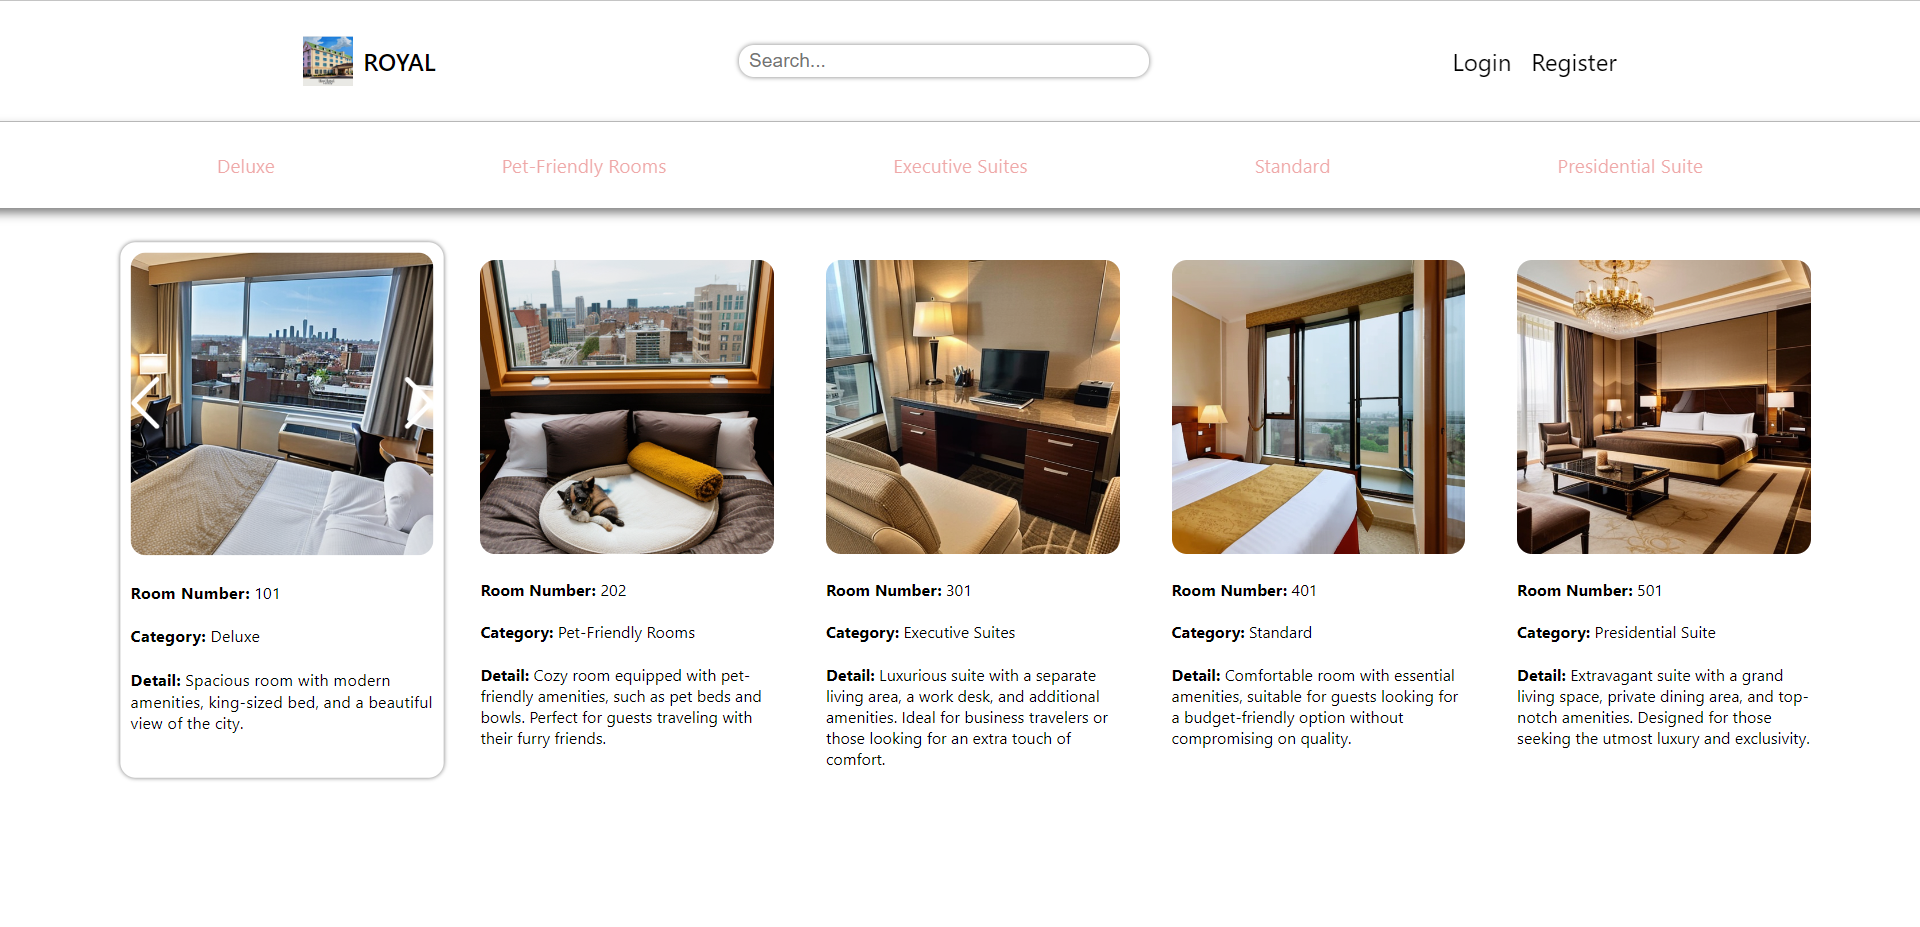 ROYAL
Search...
Login Register
Deluxe
Pet-Friendly Rooms
Executive Suites
Standard
Presidential Suite
Room Number: 101
Category: Deluxe
Detail: Spacious room with modern
amenities, king-sized bed, and a beautiful
view of the city.
Room Number: 202
Category: Pet-Friendly Rooms
Detail: Cozy room equipped with pet-
friendly amenities, such as pet beds and
bowls. Perfect for guests traveling with
their furry friends.
Room Number: 301
Category: Executive Suites
Detail: Luxurious suite with a separate
living area, a work desk, and additional
amenities. Ideal for business travelers or
those looking for an extra touch of
comfort.
Room Number: 401
Category: Standard
Detail: Comfortable room with essential
amenities, suitable for guests looking for
a budget-friendly option without
compromising on quality.
Room Number: 501
Category: Presidential Suite
Detail: Extravagant suite with a grand
living space, private dining area, and top-
notch amenities. Designed for those
seeking the utmost luxury and exclusivity.